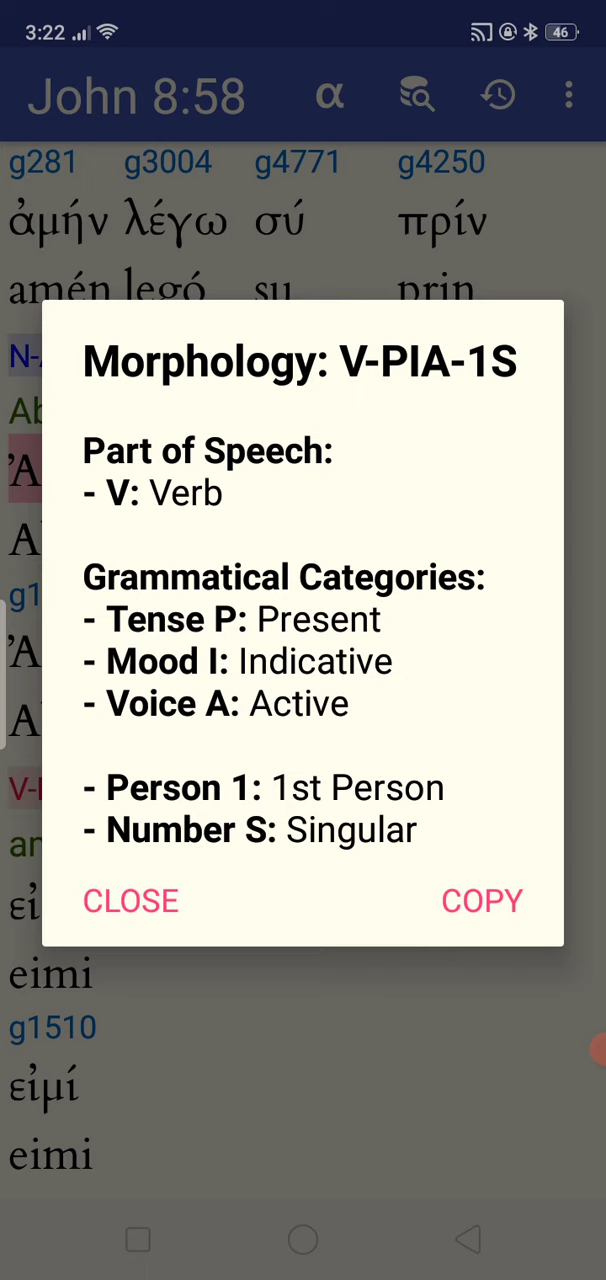 3:22 46
John 8:58 α
g281 g3004 g4771 g4250
ἀμήν λέγω σύ πρίν
amén legó su prin
Morphology: V-PIA-1S
Part of Speech:
- V: Verb
Grammatical Categories:
- Tense P: Present
- Mood I: Indicative
- Voice A: Active
- Person 1: 1st Person
- Number S: Singular
CLOSE COPY
eimi
g1510
εἰμί
eimi